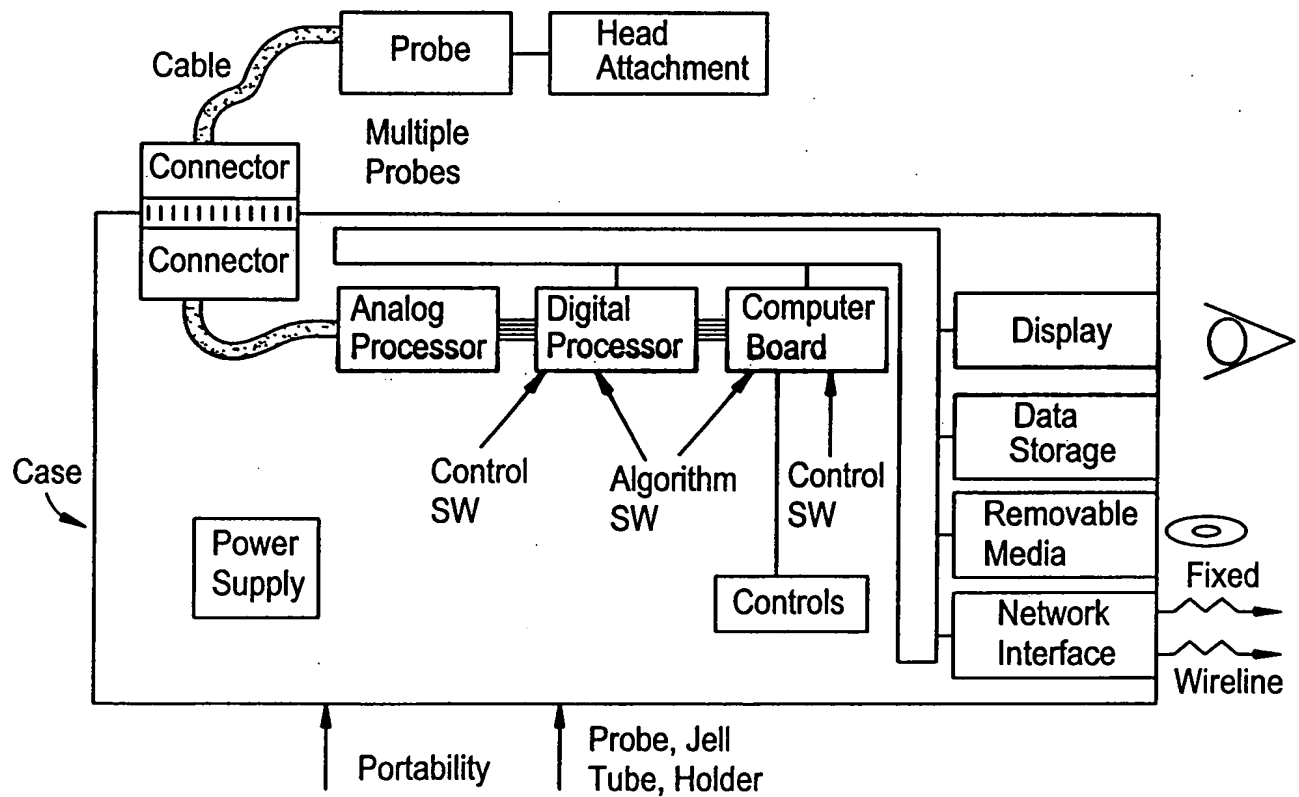 Cable
Probe
Head
Attachment
Multiple
Probes
Connector
Connector
Analog
Processor
Digital
Processor
Computer
Board
Display
Data
Storage
Removable
Media
Fixed
Network
Interface
Wireline
Control
SW
Algorithm
SW
Control
SW
Case
Power
Supply
Controls
Portability
Probe, Jell
Tube, Holder